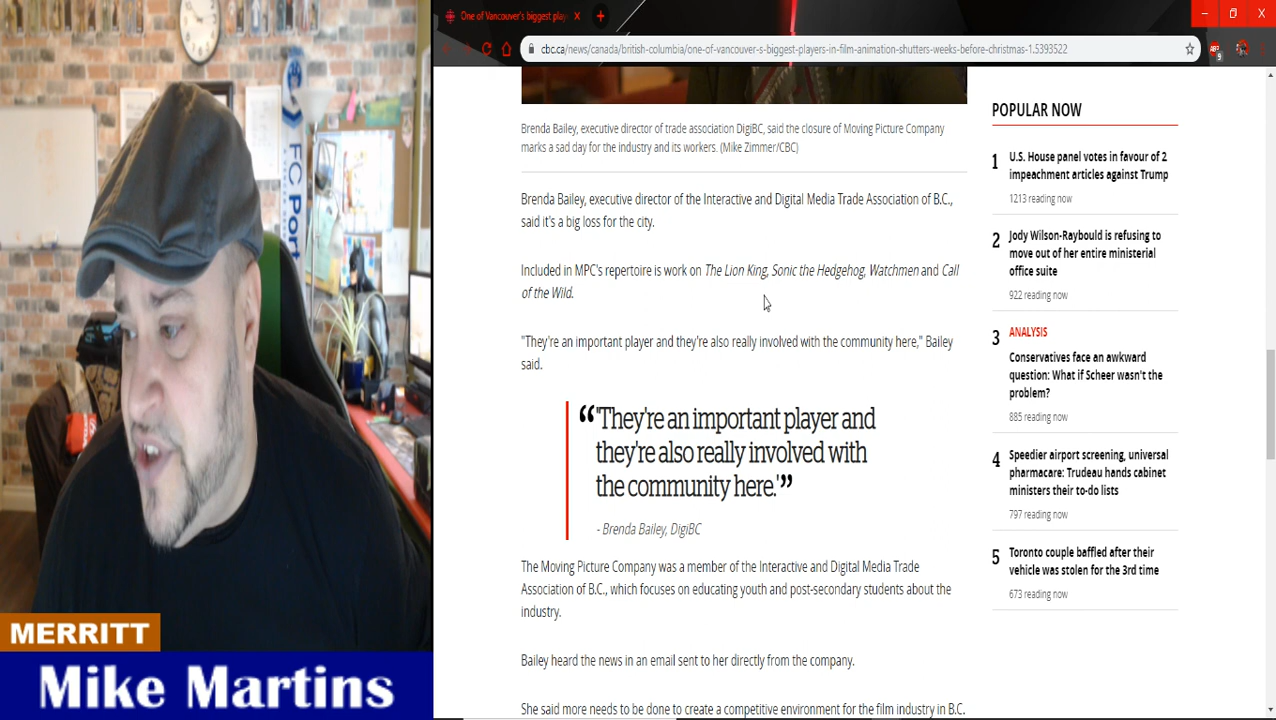 One of Vancouver's biggest play
cbc.ca/news/canada/british-columbia/one-of-vancouver-s-biggest-players-in-film-animation-shutters-weeks-before-christmas-1.5393522
FC Port
Brenda Bailey, executive director of trade association DigiBC, said the closure of Moving Picture Company
marks a sad day for the industry and its workers. (Mike Zimmer/CBC)
Brenda Bailey, executive director of the Interactive and Digital Media Trade Association of B.C.,
said it's a big loss for the city.
Included in MPC's repertoire is work on The Lion King, Sonic the Hedgehog, Watchmen and Call
of the Wild.
"They're an important player and they're also really involved with the community here," Bailey
said.
“'They're an important player and
they're also really involved with
the community here.'”
- Brenda Bailey, DigiBC
The Moving Picture Company was a member of the Interactive and Digital Media Trade
Association of B.C., which focuses on educating youth and post-secondary students about the
industry.
Bailey heard the news in an email sent to her directly from the company.
She said more needs to be done to create a competitive environment for the film industry in B.C.
POPULAR NOW
1 U.S. House panel votes in favour of 2
impeachment articles against Trump
1213 reading now
2 Jody Wilson-Raybould is refusing to
move out of her entire ministerial
office suite
922 reading now
3 ANALYSIS
Conservatives face an awkward
question: What if Scheer wasn't the
problem?
885 reading now
4 Speedier airport screening, universal
pharmacare: Trudeau hands cabinet
ministers their to-do lists
797 reading now
5 Toronto couple baffled after their
vehicle was stolen for the 3rd time
673 reading now
MERRITT
Mike Martins